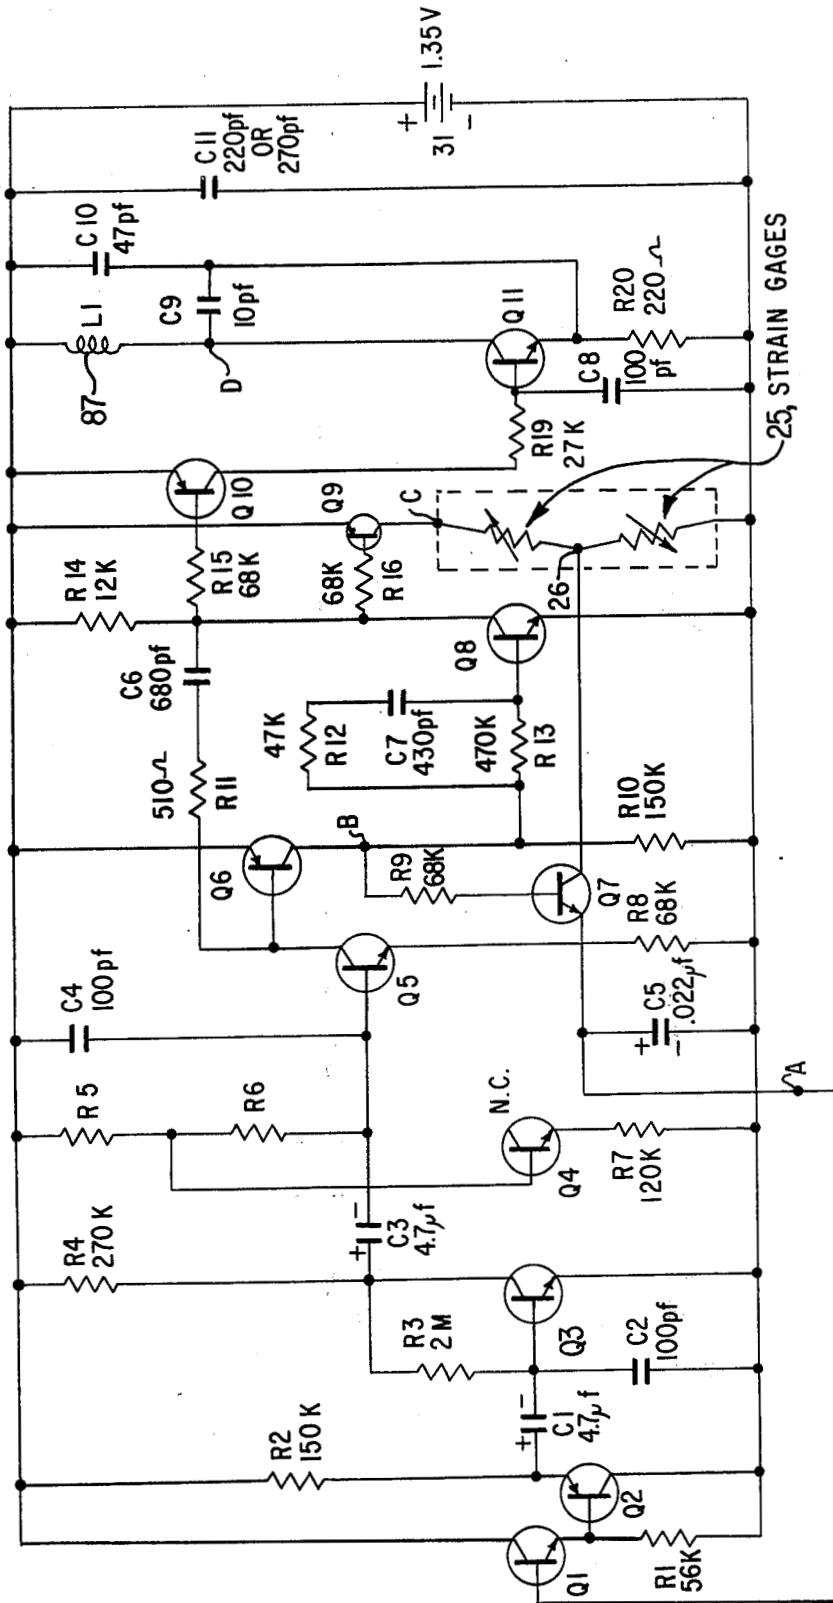 1.35V
+
31
-
C11
220pf
OR
270pf
C10
47pf
C9
10pf
L1
87
D
Q11
R20
220Ω
C8
100
pf
R19
27K
25, STRAIN GAGES
Q10
Q9
C
26
R14
12K
R15
68K
68K
R16
C6
680pf
Q8
47K
R12
C7
430pf
470K
R13
510Ω
R11
B
R10
150K
Q6
R9
68K
Q7
R8
68K
C4
100pf
Q5
+
-
C5
.022µf
A
R5
R6
N.C.
Q4
R7
120K
R4
270K
+
-
C3
4.7µf
R3
2M
Q3
C2
100pf
R2
150K
+
-
C1
4.7µf
Q2
Q1
R1
56K